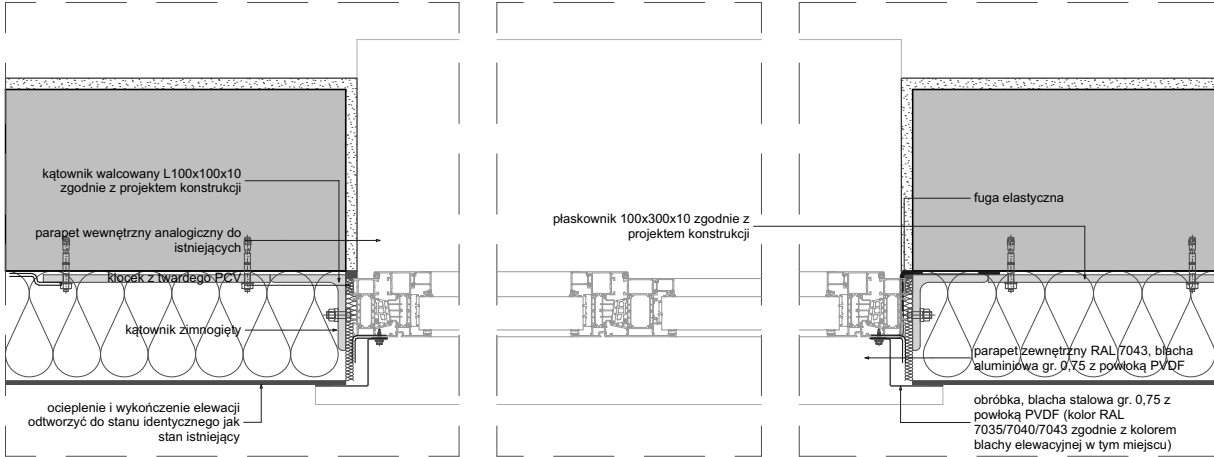 kątownik walcowany L100x100x10
zgodnie z projektem konstrukcji
parapet wewnętrzny analogiczny do
istniejących
klocek z twardego PCV
kątownik zimnogięty
ocieplenie i wykończenie elewacji
odtworzyć do stanu identycznego jak
stan istniejący
płaskownik 100x300x10 zgodnie z
projektem konstrukcji
fuga elastyczna
parapet zewnętrzny RAL 7043, blacha
aluminiowa gr. 0,75 z powłoką PVDF
obróbka, blacha stalowa gr. 0,75 z
powłoką PVDF (kolor RAL
7035/7040/7043 zgodnie z kolorem
blachy elewacyjnej w tym miejscu)